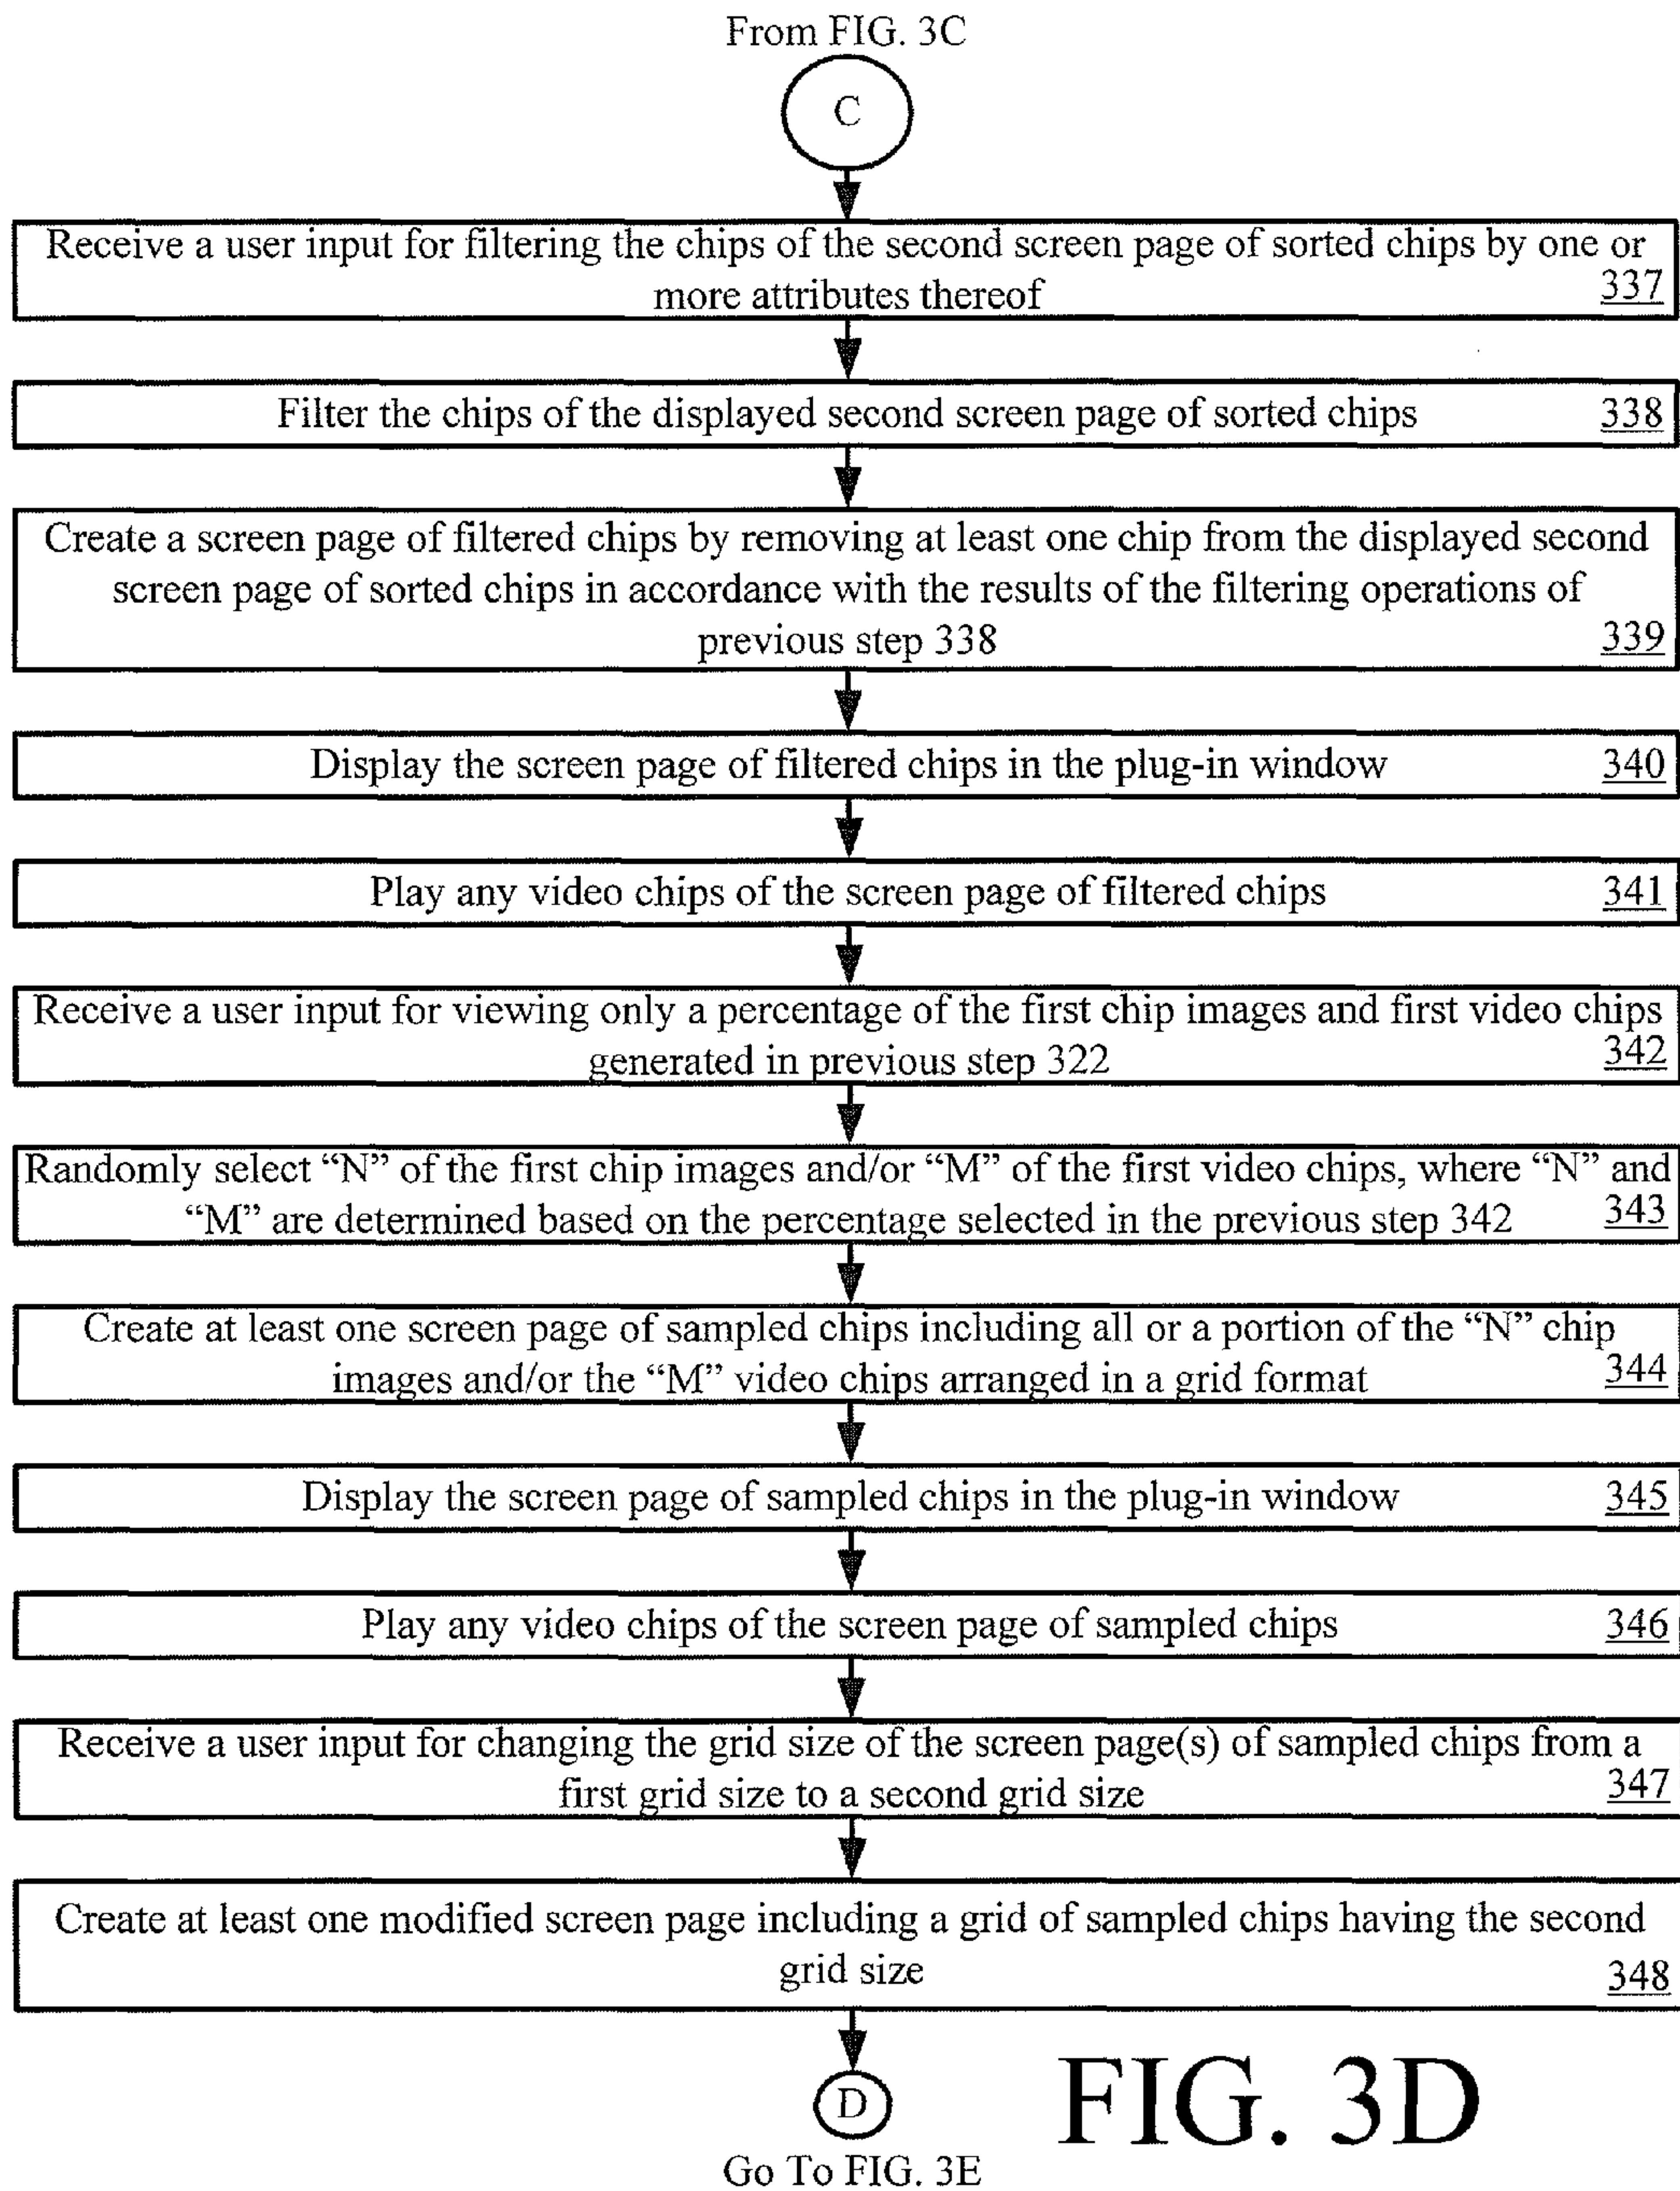 From FIG. 3C
C
Receive a user input for filtering the chips of the second screen page of sorted chips by one or
more attributes thereof
337
Filter the chips of the displayed second screen page of sorted chips
338
Create a screen page of filtered chips by removing at least one chip from the displayed second
screen page of sorted chips in accordance with the results of the filtering operations of
previous step 338
339
Display the screen page of filtered chips in the plug-in window
340
Play any video chips of the screen page of filtered chips
341
Receive a user input for viewing only a percentage of the first chip images and first video chips
generated in previous step 322
342
Randomly select “N” of the first chip images and/or “M” of the first video chips, where “N” and
“M” are determined based on the percentage selected in the previous step 342
343
Create at least one screen page of sampled chips including all or a portion of the “N” chip
images and/or the “M” video chips arranged in a grid format
344
Display the screen page of sampled chips in the plug-in window
345
Play any video chips of the screen page of sampled chips
346
Receive a user input for changing the grid size of the screen page(s) of sampled chips from a
first grid size to a second grid size
347
Create at least one modified screen page including a grid of sampled chips having the second
grid size
348
D
Go To FIG. 3E
FIG. 3D